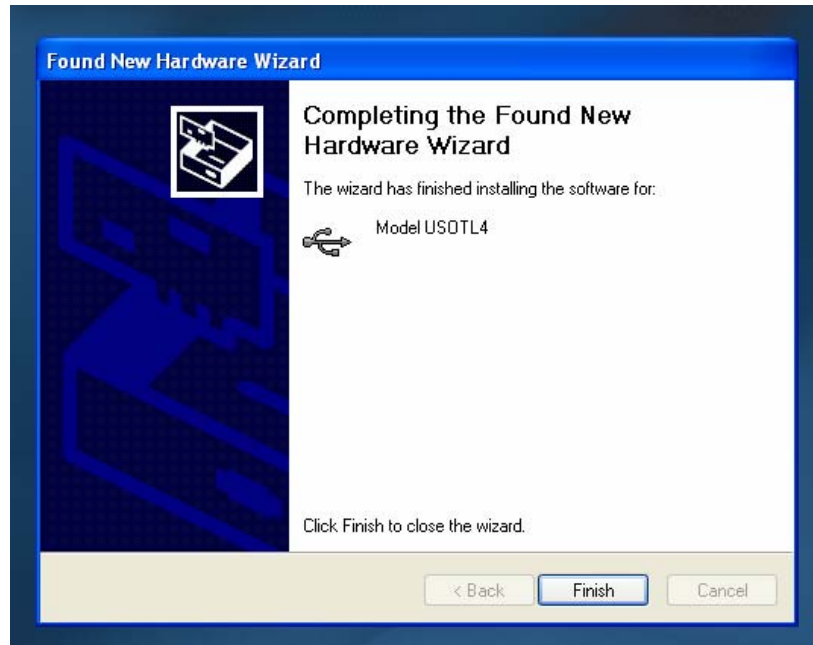 Found New Hardware Wizard
Completing the Found New
Hardware Wizard
The wizard has finished installing the software for:
Model USOTL4
Click Finish to close the wizard.
< Back
Finish
Cancel